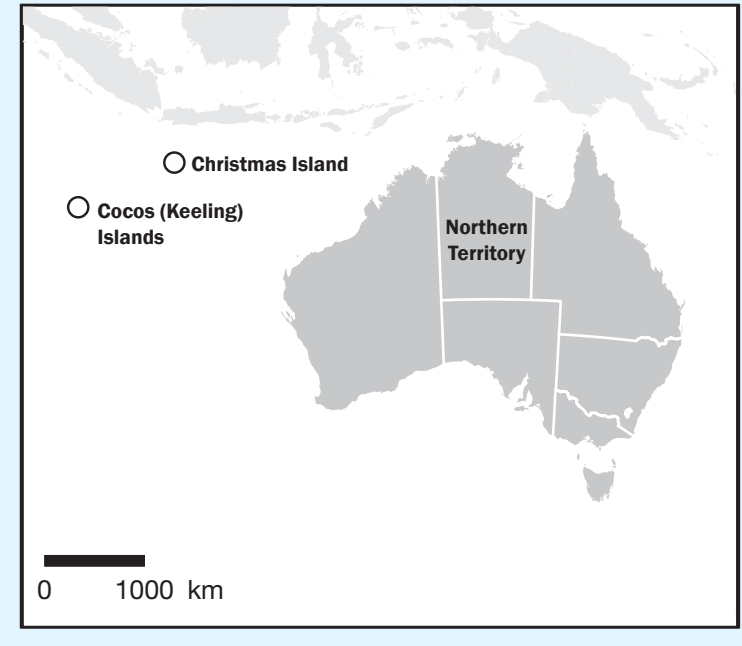 Christmas Island
Cocos (Keeling)
Islands
Northern
Territory
0 1000 km